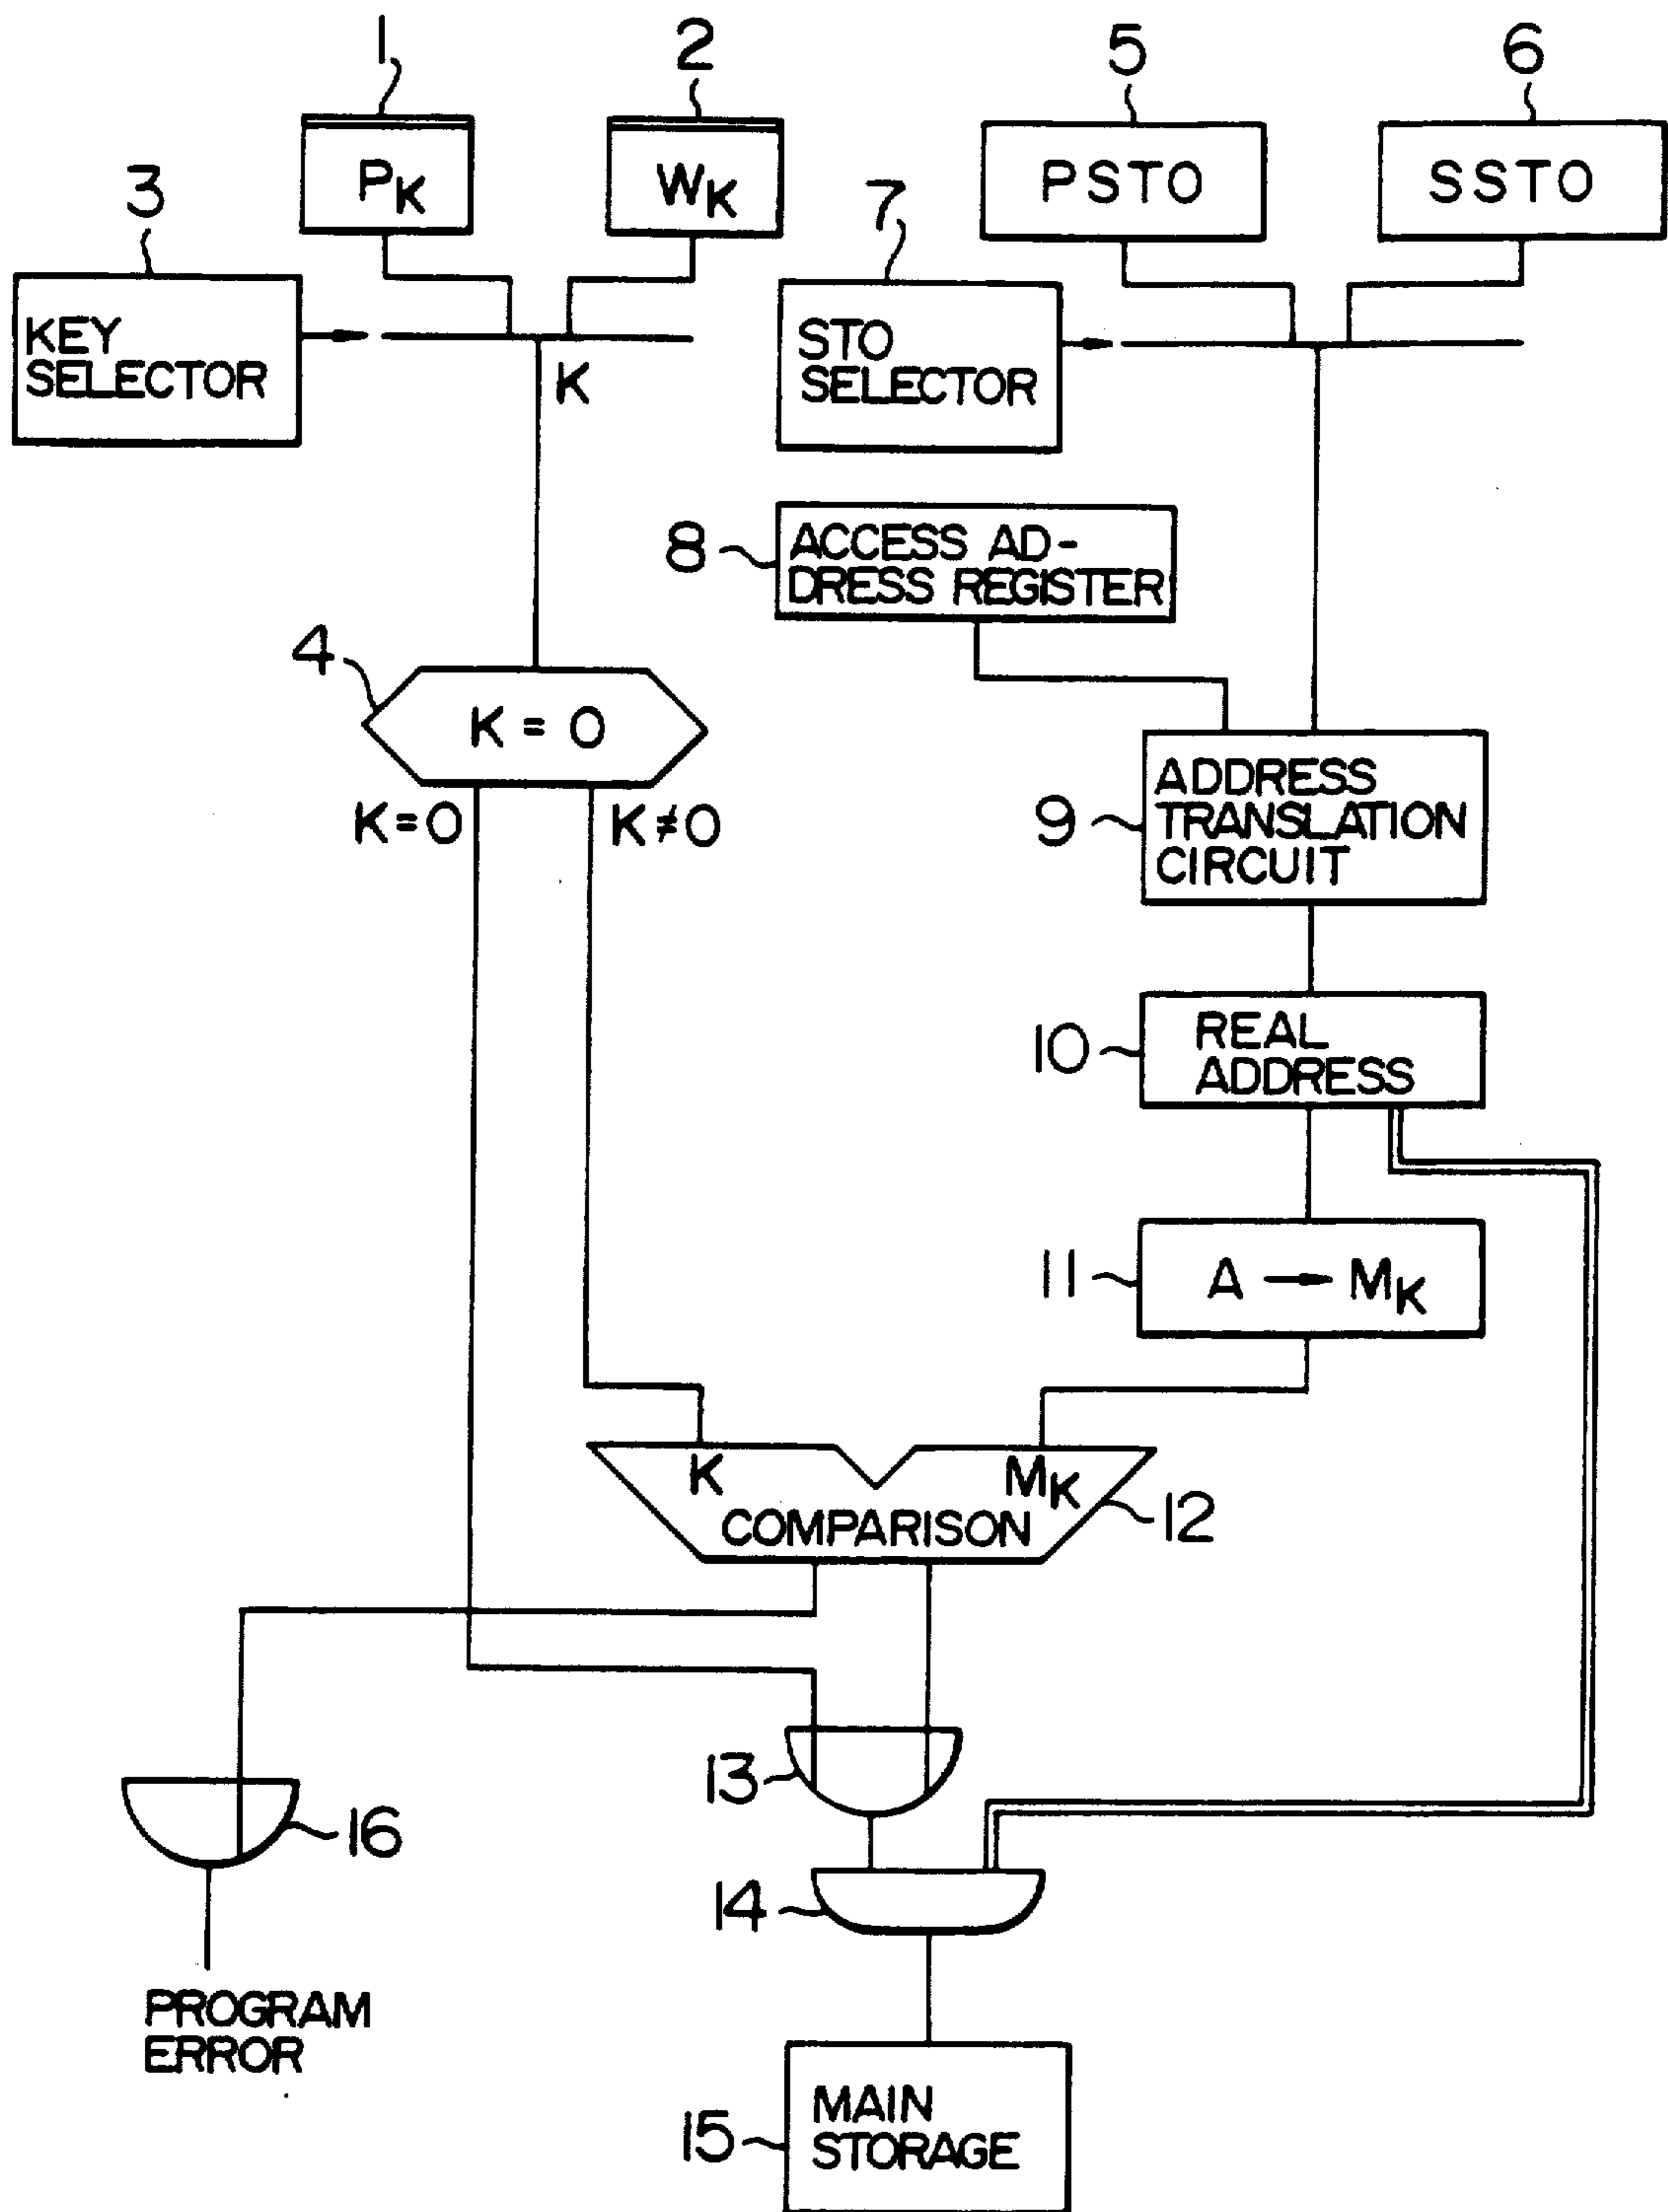 1
2
5
6
PK
WK
PSTO
SSTO
3
7
KEY
SELECTOR
K
STO
SELECTOR
8
ACCESS AD-
DRESS REGISTER
4
K = 0
K=0
K≠0
9
ADDRESS
TRANSLATION
CIRCUIT
10
REAL
ADDRESS
11
A → MK
K
MK
COMPARISON
12
13
16
14
PROGRAM
ERROR
15
MAIN
STORAGE